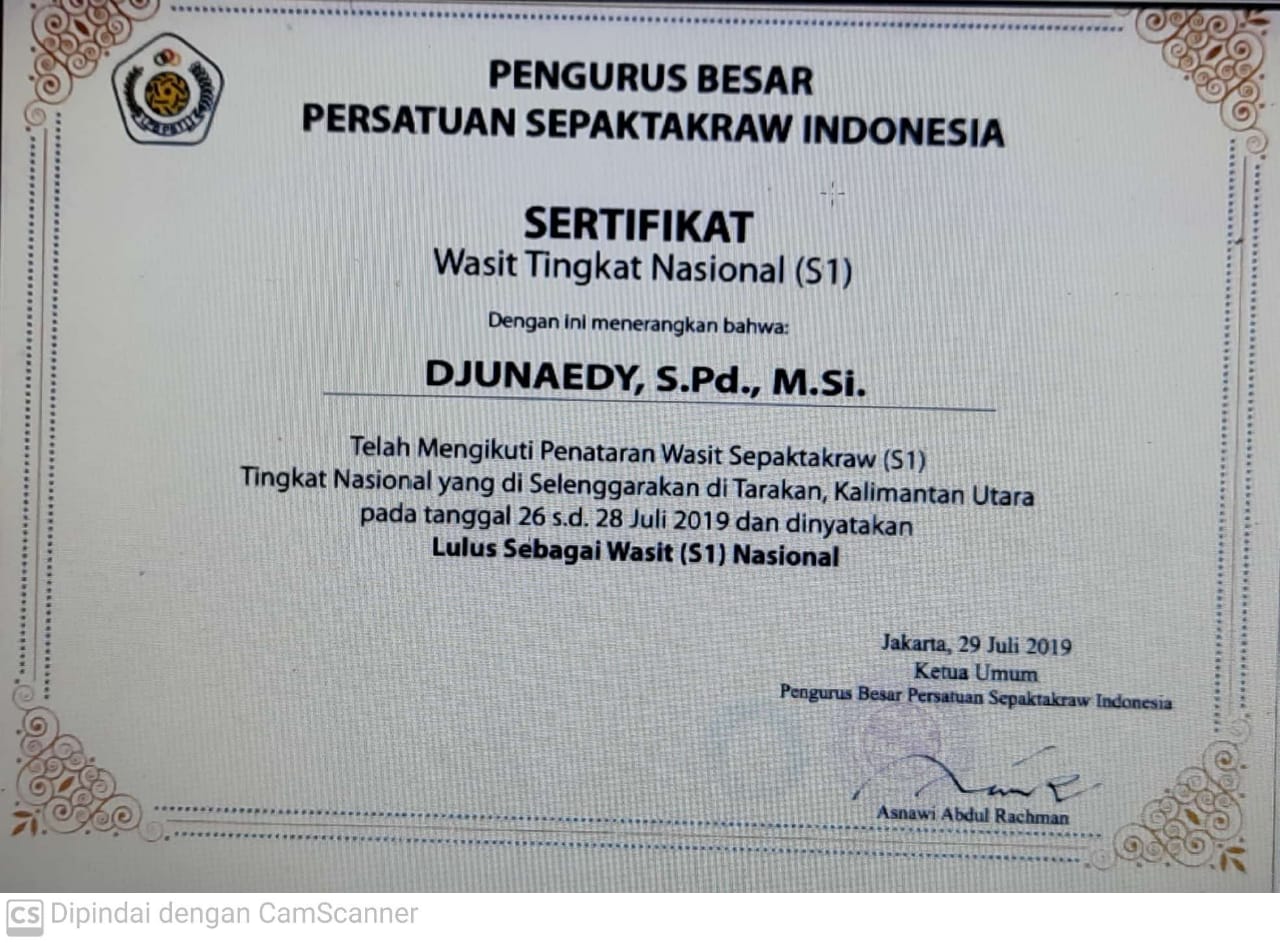 PENGURUS BESAR
PERSATUAN SEPAKTAKRAW INDONESIA
SERTIFIKAT
Wasit Tingkat Nasional (S1)
Dengan ini menerangkan bahwa:
DJUNAEDY, S.Pd., M.Si.
Telah Mengikuti Penataran Wasit Sepaktakraw (S1)
Tingkat Nasional yang di Selenggarakan di Tarakan, Kalimantan Utara
pada tanggal 26 s.d. 28 Juli 2019 dan dinyatakan
Lulus Sebagai Wasit (S1) Nasional
Jakarta, 29 Juli 2019
Ketua Umum
Pengurus Besar Persatuan Sepaktakraw Indonesia
Asnawi Abdul Rachman
CS Dipindai dengan CamScanner